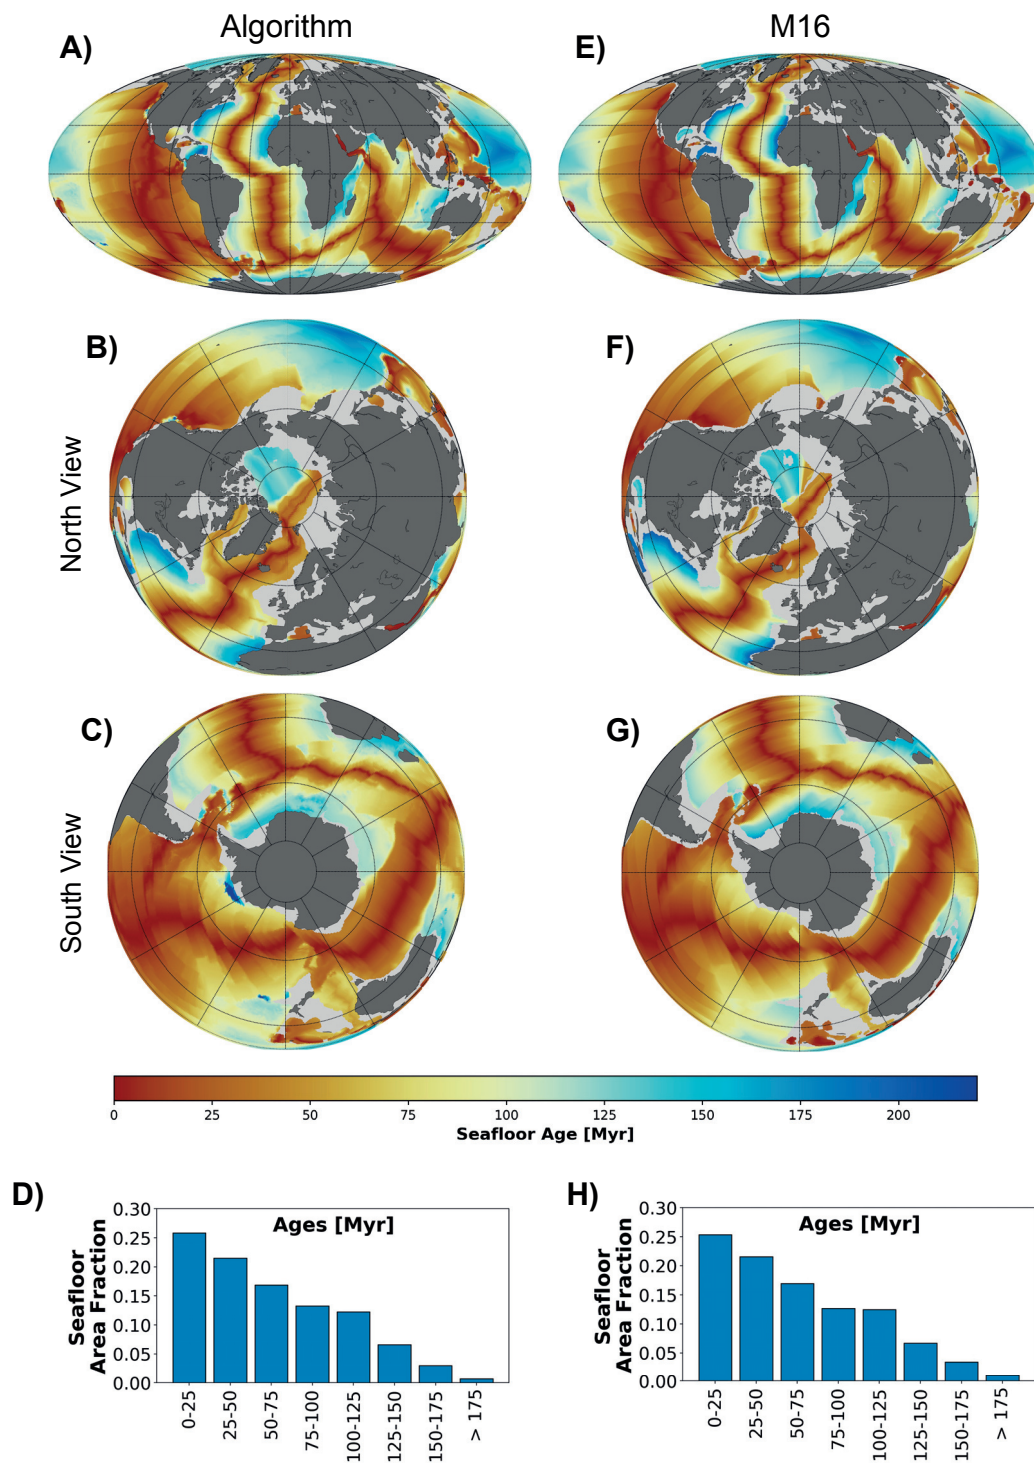 Algorithm
M16
A)
E)
B)
F)
North View
C)
G)
South View
0 25 50 75 100 125 150 175 200
Seafloor Age [Myr]
D)
H)
Ages [Myr]
Seafloor
Area Fraction
0.30
0.25
0.20
0.15
0.10
0.05
0.00
0-25
25-50
50-75
75-100
100-125
125-150
150-175
> 175
Ages [Myr]
Seafloor
Area Fraction
0.30
0.25
0.20
0.15
0.10
0.05
0.00
0-25
25-50
50-75
75-100
100-125
125-150
150-175
> 175